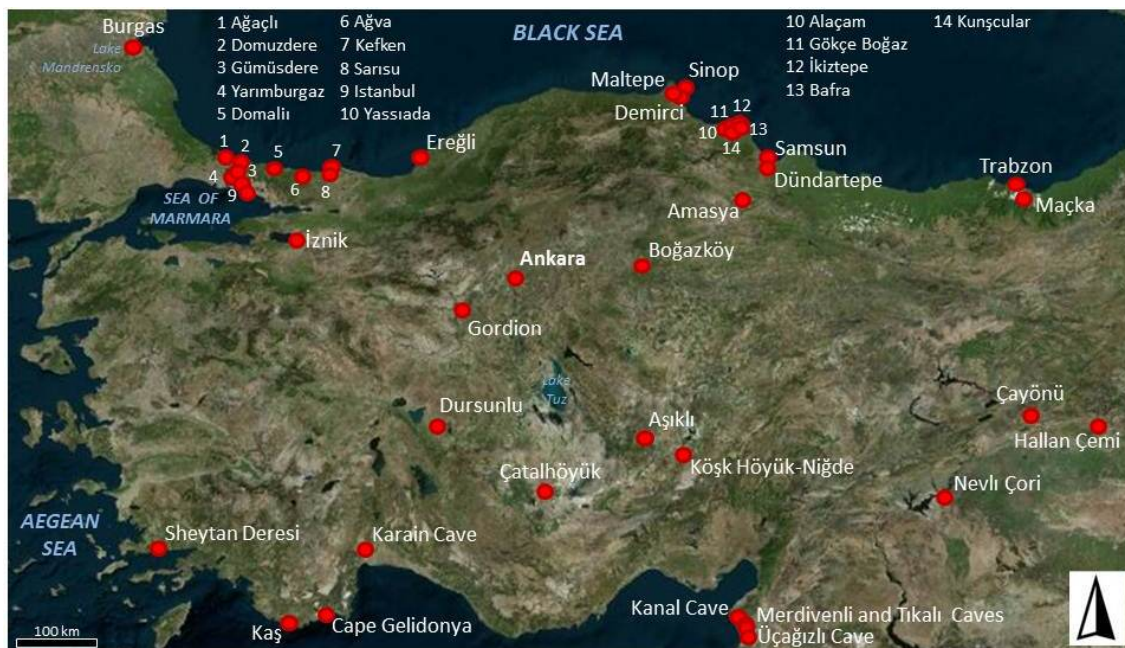 Burgas
Lake
Mandrensko
1 Ağaçlı
2 Domuzdere
3 Gümüsdere
4 Yarımburgaz
5 Domalıı
6 Ağva
7 Kefken
8 Sarısu
9 Istanbul
10 Yassıada
BLACK SEA
10 Alaçam
11 Gökçe Boğaz
12 İkiztepe
13 Bafra
14 Kunşcular
Maltepe
Sinop
Demirci
11
12
10
13
14
Samsun
Dündartepe
Ereğli
1
2
3
4
5
6
7
8
9
SEA OF
MARMARA
Trabzon
Maçka
Amasya
İznik
Boğazköy
Ankara
Gordion
Lake
Tuz
Dursunlu
Aşıklı
Çayönü
Hallan Çemi
Köşk Höyük-Niğde
Çatalhöyük
Nevlı Çori
AEGEAN
SEA
Sheytan Deresi
Karain Cave
Kanal Cave
Merdivenli and Tıkalı Caves
Üçağızlı Cave
Kaş
Cape Gelidonya
100 km